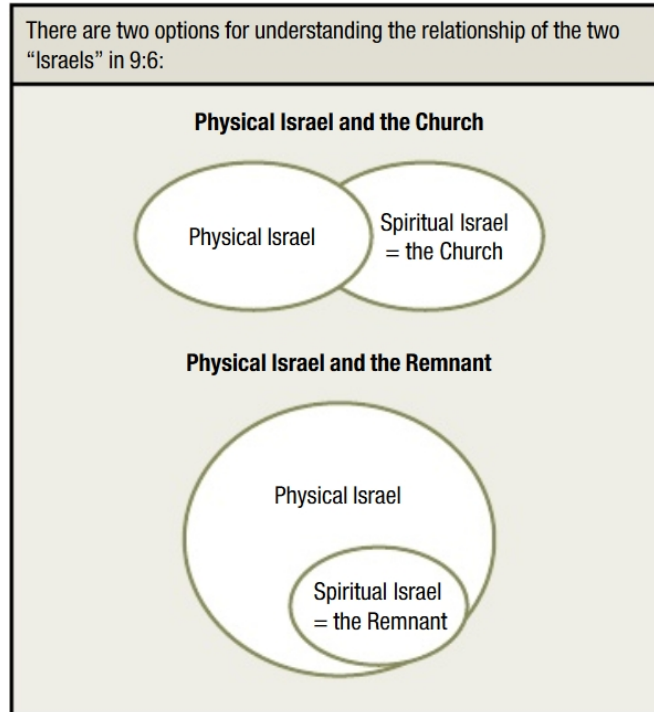 There are two options for understanding the relationship of the two
“Israels” in 9:6:
Physical Israel and the Church
Physical Israel
Spiritual Israel
= the Church
Physical Israel and the Remnant
Physical Israel
Spiritual Israel
= the Remnant